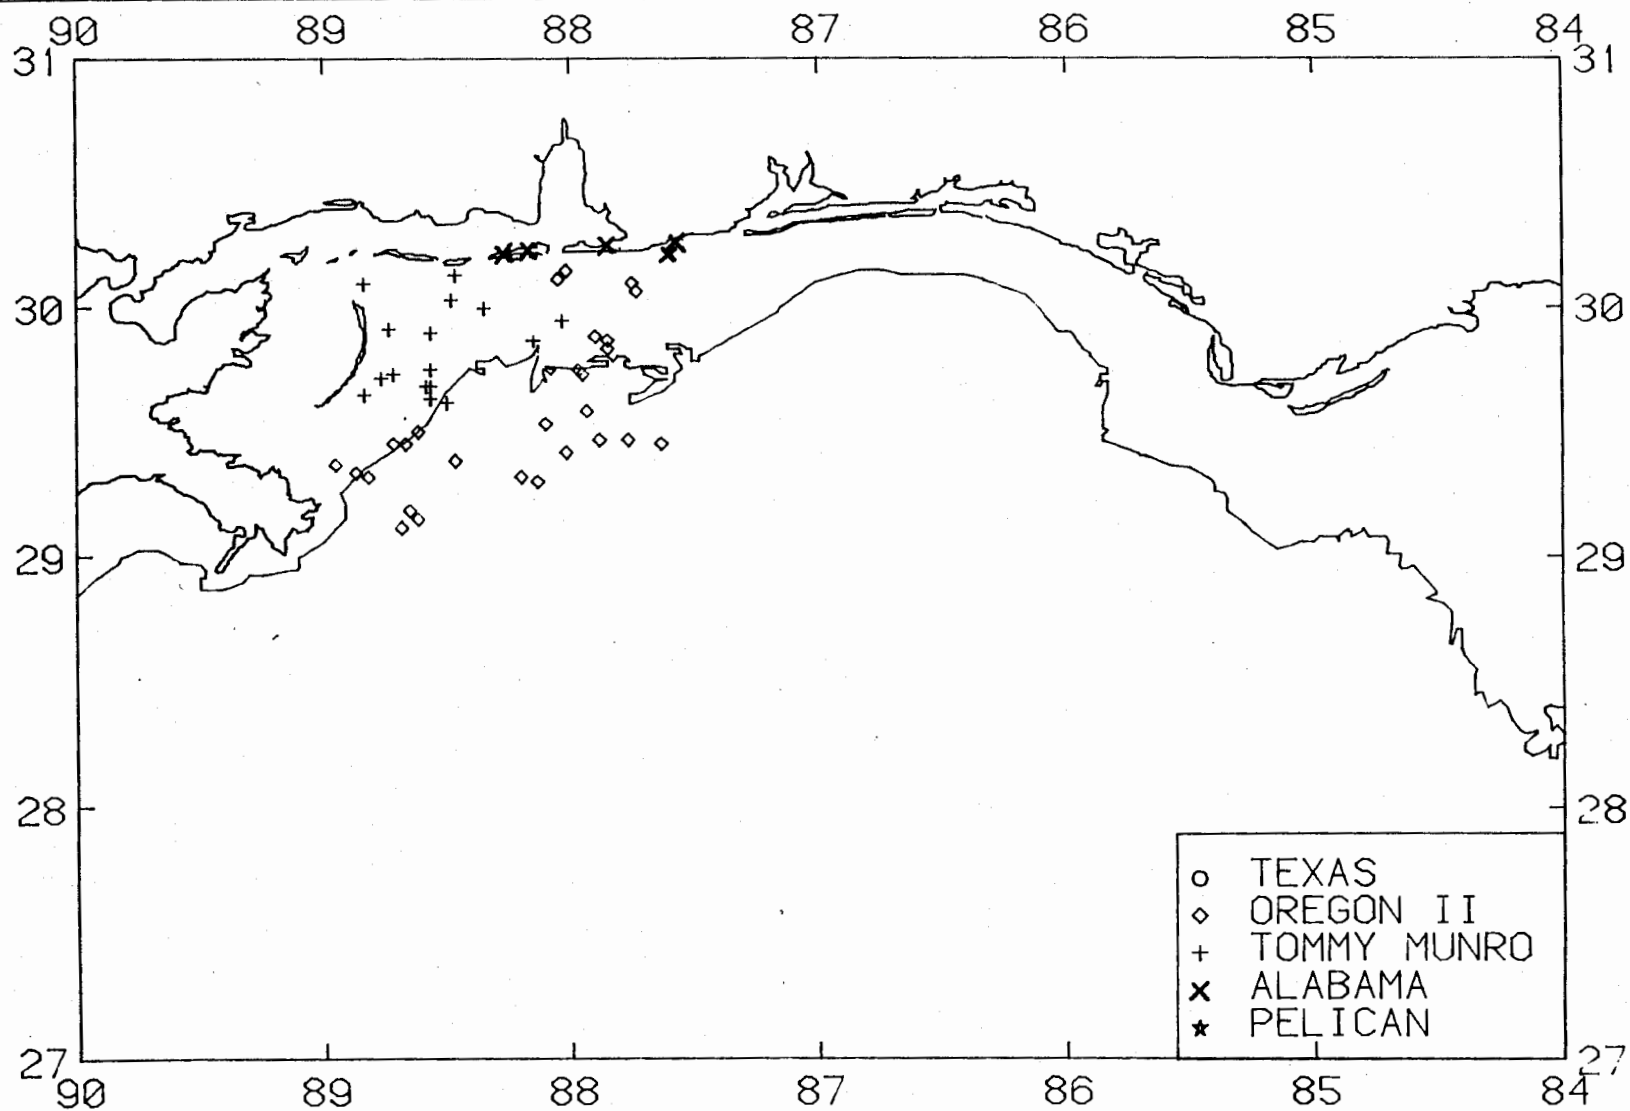 90 89 88 87 86 85 84
31 31
30 30
29 29
28 28
TEXAS
OREGON II
TOMMY MUNRO
ALABAMA
PELICAN
27 27
90 89 88 87 86 85 84